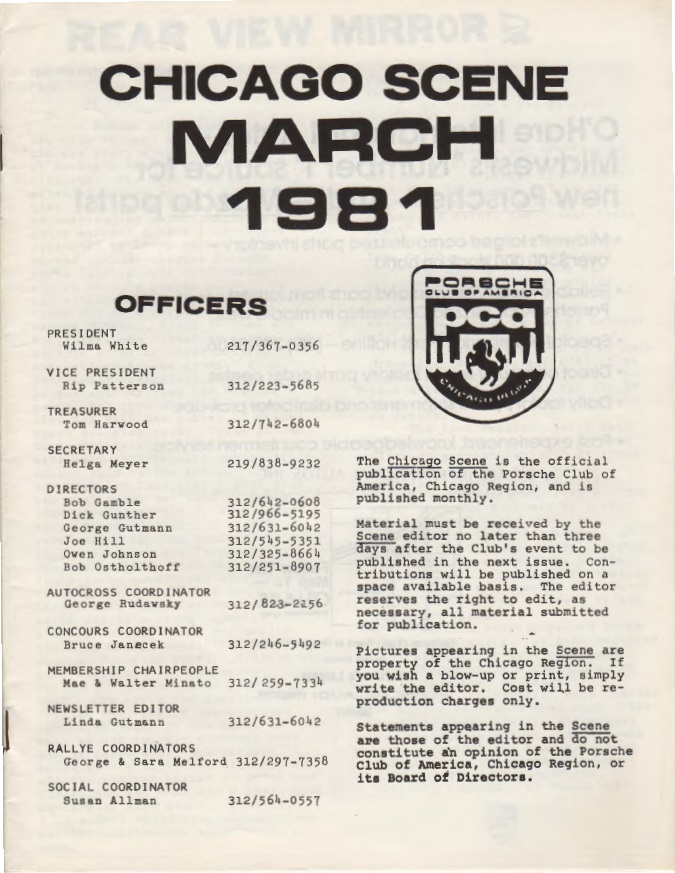 CHICAGO SCENE
MARCH
1981
OFFICERS
PRESIDENT
Wilma White 217/367-0356
VICE PRESIDENT
Rip Patterson 312/223-5685
TREASURER
Tom Harwood 312/742-6804
SECRETARY
Helga Meyer 219/838-9232
DIRECTORS
Bob Gamble 312/642-0608
Dick Gunther 312/966-5195
George Gutmann 312/631-6042
Joe Hill 312/545-5351
Owen Johnson 312/325-8664
Bob Ostholthoff 312/251-8907
AUTOCROSS COORDINATOR
George Rudawsky 312/823-2256
CONCOURS COORDINATOR
Bruce Janecek 312/246-5492
MEMBERSHIP CHAIRPEOPLE
Mae & Walter Minato 312/259-7334
NEWSLETTER EDITOR
Linda Gutmann 312/631-6042
RALLYE COORDINATORS
George & Sara Melford 312/297-7358
SOCIAL COORDINATOR
Susan Allman 312/564-0557
PORSCHE
CLUB OF AMERICA
pca
CHICAGO REGION
The Chicago Scene is the official
publication of the Porsche Club of
America, Chicago Region, and is
published monthly.
Material must be received by the
Scene editor no later than three
days after the Club's event to be
published in the next issue. Con-
tributions will be published on a
space available basis. The editor
reserves the right to edit, as
necessary, all material submitted
for publication.
Pictures appearing in the Scene are
property of the Chicago Region. If
you wish a blow-up or print, simply
write the editor. Cost will be re-
production charges only.
Statements appearing in the Scene
are those of the editor and do not
constitute an opinion of the Porsche
Club of America, Chicago Region, or
its Board of Directors.